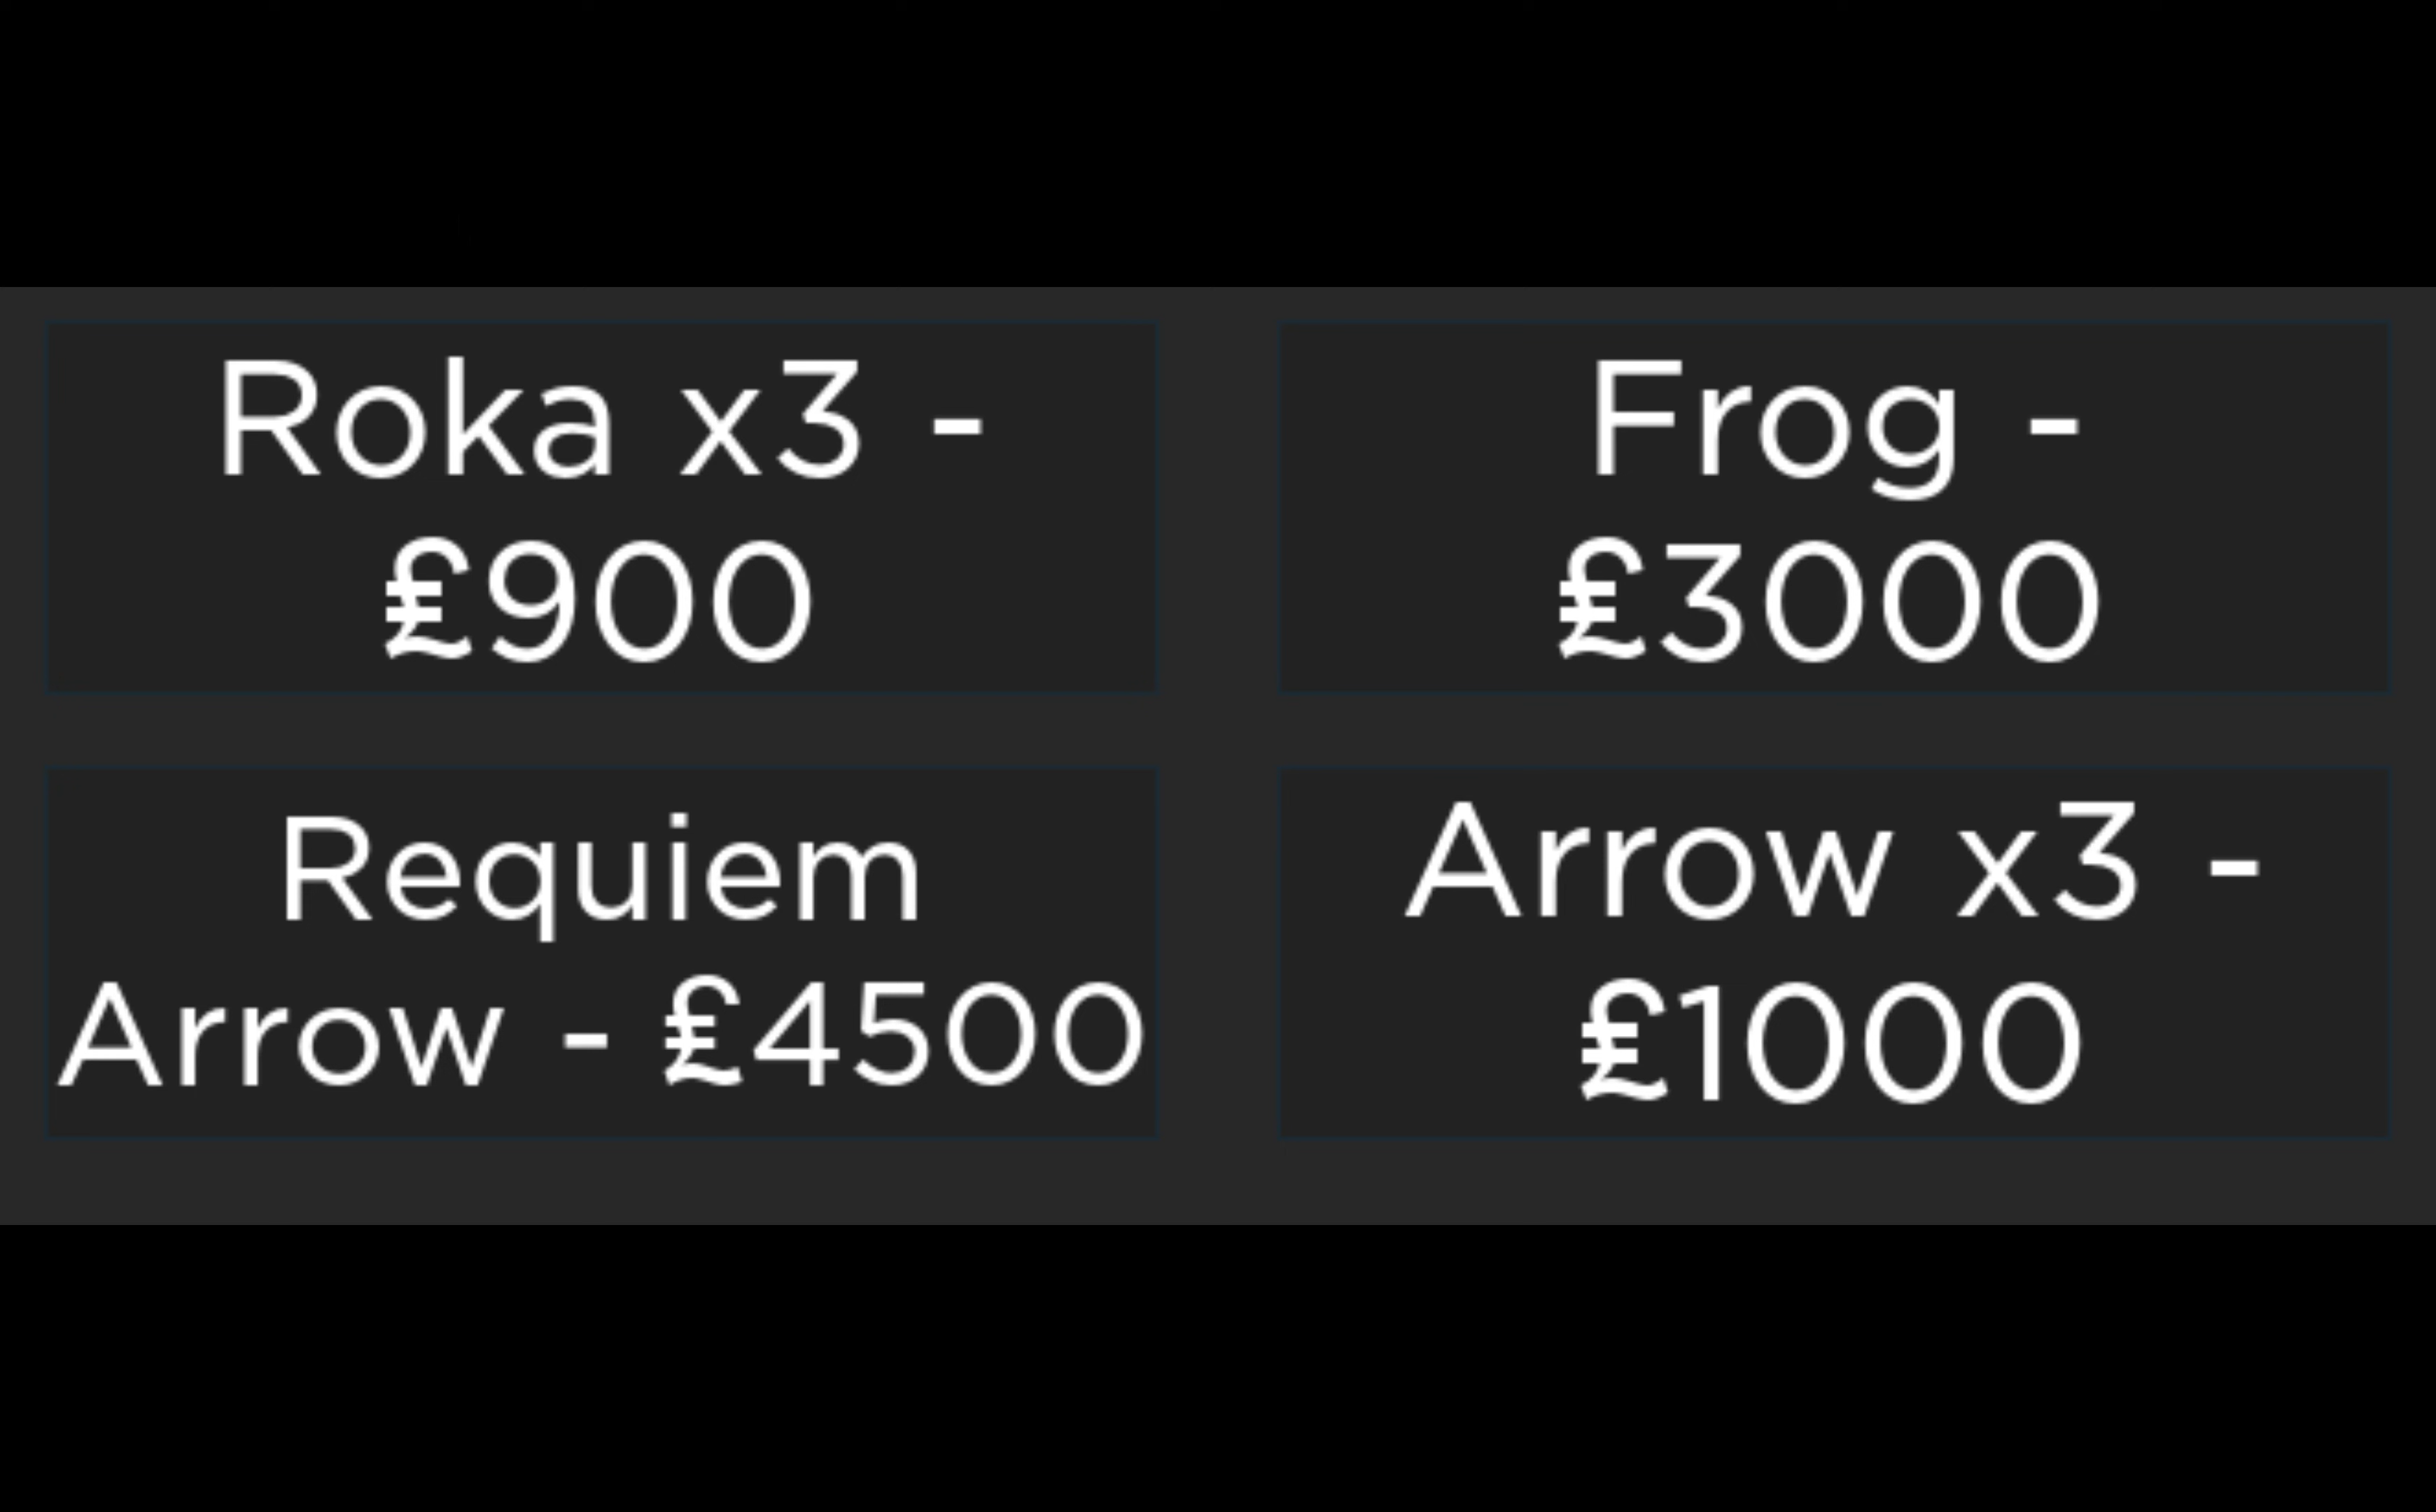 Roka x3 -
₤900
Frog -
₤3000
Requiem
Arrow - ₤4500
Arrow x3 -
₤1000